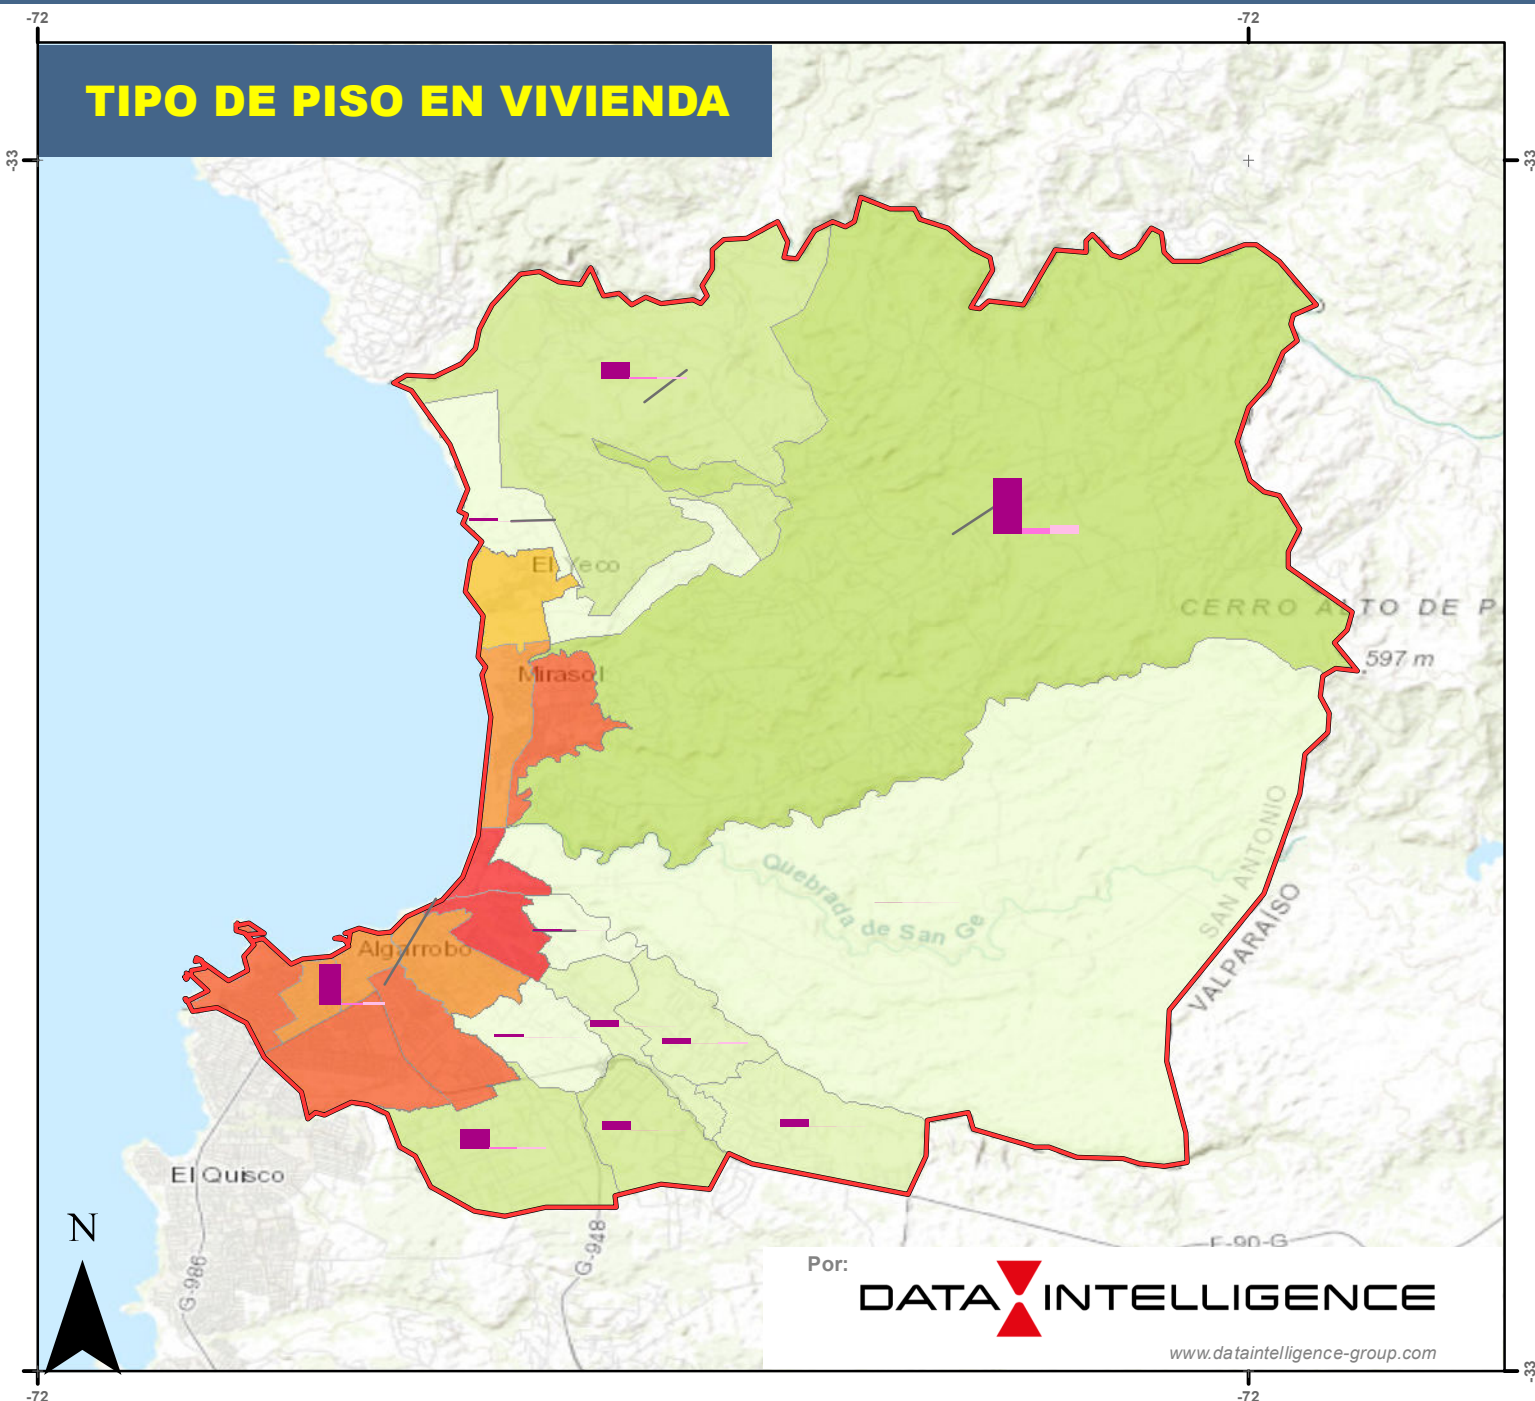 -72
-72
TIPO DE PISO EN VIVIENDA
-33
-33
El Yeco
CERRO ALTO DE P
597 m
Mirasol
Quebrada de San Ge
SAN ANTONIO
VALPARAÍSO
Algarrobo
El Quisco
N
G-986
G-948
F-90-G
Por:
DATA INTELLIGENCE
www.dataintelligence-group.com
-33
-72
-72